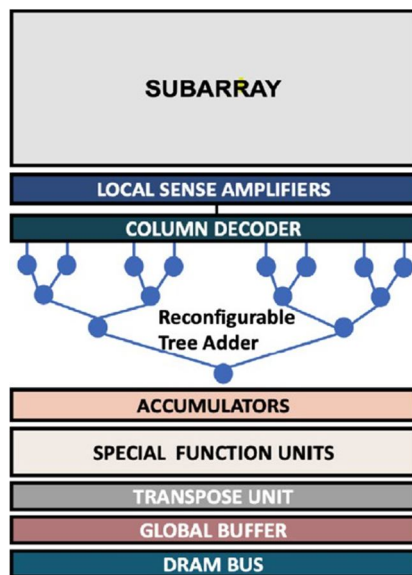 SUBARRAY
LOCAL SENSE AMPLIFIERS
COLUMN DECODER
Reconfigurable
Tree Adder
ACCUMULATORS
SPECIAL FUNCTION UNITS
TRANSPOSE UNIT
GLOBAL BUFFER
DRAM BUS